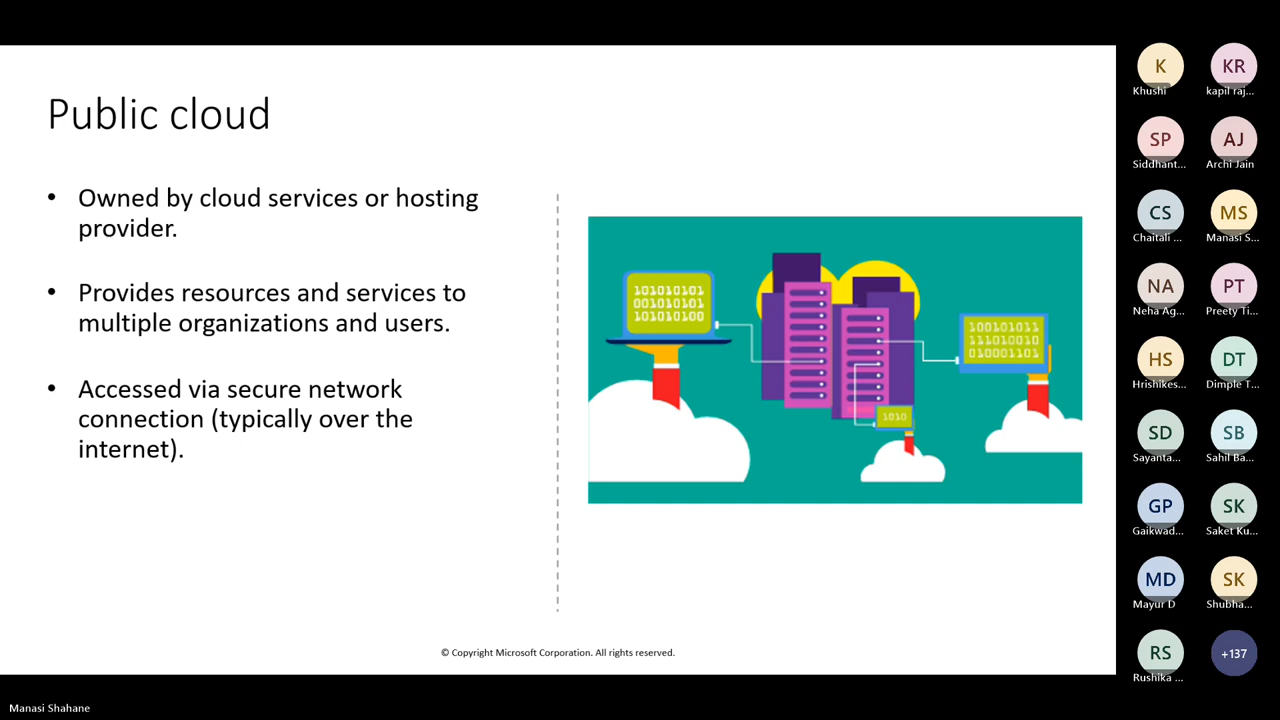 Public cloud
• Owned by cloud services or hosting
provider.
• Provides resources and services to
multiple organizations and users.
• Accessed via secure network
connection (typically over the
internet).
101010101
001010101
101010100
100101011
111010010
010001101
1010
© Copyright Microsoft Corporation. All rights reserved.
K
Khushi
KR
kapil raj...
SP
Siddhant...
AJ
Archi Jain
CS
Chaitali ...
MS
Manasi S...
NA
Neha Ag...
PT
Preety Ti...
HS
Hrishikes...
DT
Dimple T...
SD
Sayanta...
SB
Sahil Ba...
GP
Gaikwad...
SK
Saket Ku...
MD
Mayur D
SK
Shubha...
RS
Rushika ...
+137
Manasi Shahane